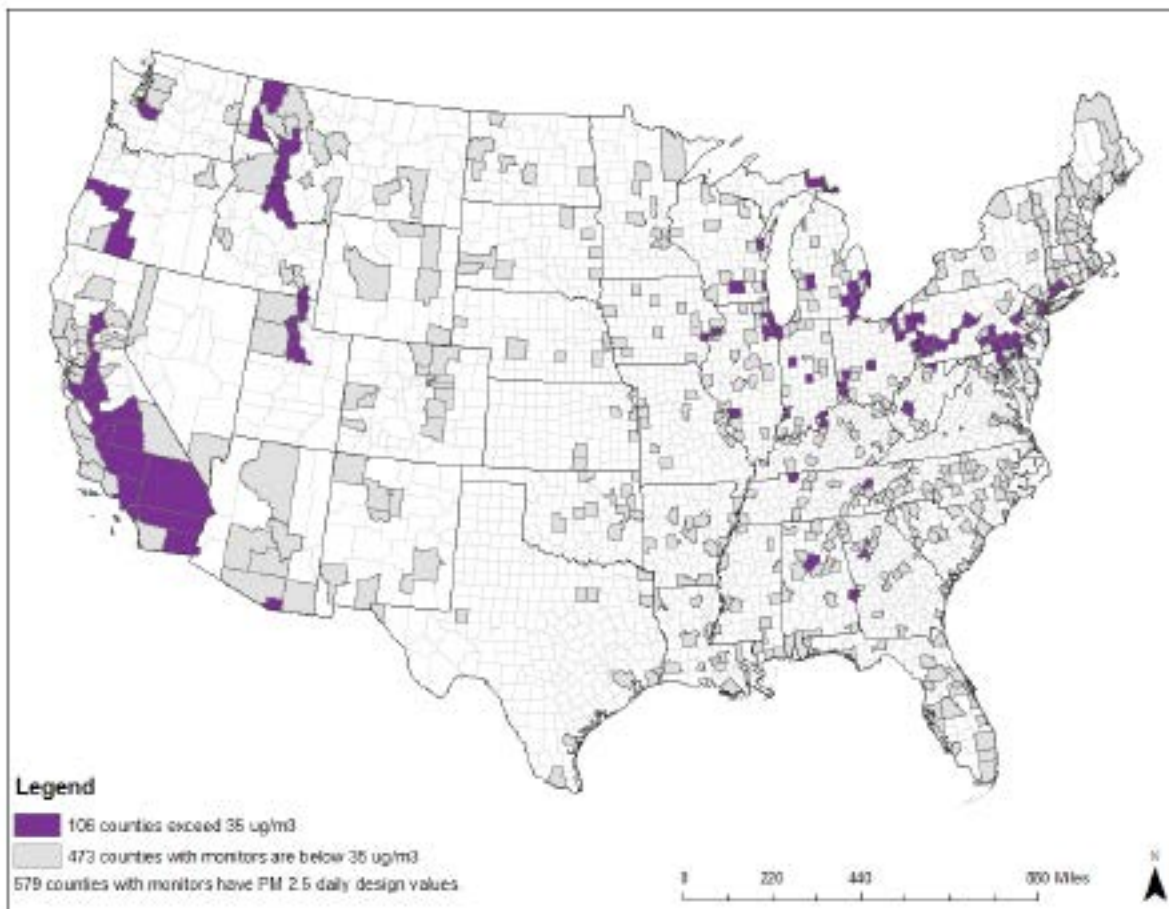 Legend
106 counties exceed 35 ug/m3
473 counties with monitors are below 35 ug/m3
579 counties with monitors have PM 2.5 daily design values
0 220 440 880 Miles
N